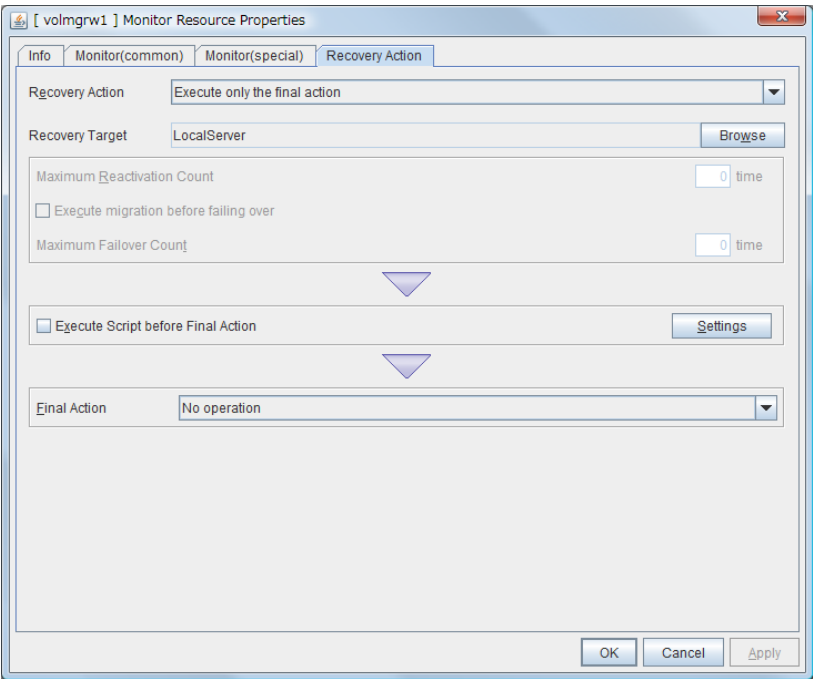 [ volmgrw1 ] Monitor Resource Properties
Info Monitor(common) Monitor(special) Recovery Action
Recovery Action Execute only the final action
Recovery Target LocalServer Browse
Maximum Reactivation Count 0 time
Execute migration before failing over
Maximum Failover Count 0 time
Execute Script before Final Action Settings
Final Action No operation
OK Cancel Apply